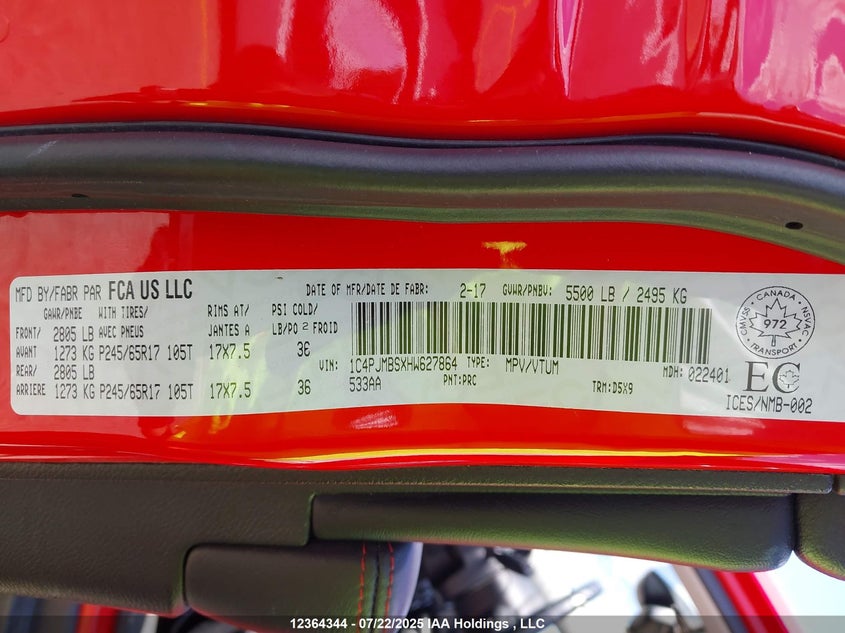 MFD BY/FABR PAR FCA US LLC
DATE OF MFR/DATE DE FABR: 2-17 GVWR/PNBV: 5500 LB / 2495 KG
GAWR/PNBE WITH TIRES/ RIMS AT/ PSI COLD/
FRONT/ 2805 LB AVEC PNEUS JANTES A LB/PO² FROID
AVANT 1273 KG P245/65R17 105T 17X7.5 36
REAR/ 2805 LB
ARRIERE 1273 KG P245/65R17 105T 17X7.5 36
VIN: 1C4PJMBSXHW627864 TYPE: MPV/VTUM MDH: 022401
533AA PNT:PRC TRM:D5X9
CANADA
CMVSS 972 NSVAC
TRANSPORT
EC
ICES/NMB-002
12364344 - 07/22/2025 IAA Holdings , LLC